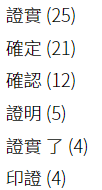 證實 (25)
確定 (21)
確認 (12)
證明 (5)
證實 了 (4)
印證 (4)